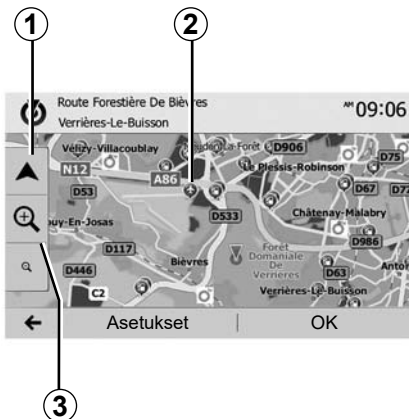 1
2
Route Forestière De Bièvres
Verrières-Le-Buisson
AM 09:06
Vélizy-Villacoublay
D906
D75
Le Plessis-Robinson
N12
A86
D53
D67
D533
Châtenay-Malabry
D117
D986
Bièvres
Forêt
Domaniale
De
Verrieres
D446
D63
C2
Verrières-Le-Buisson
← Asetukset OK
3